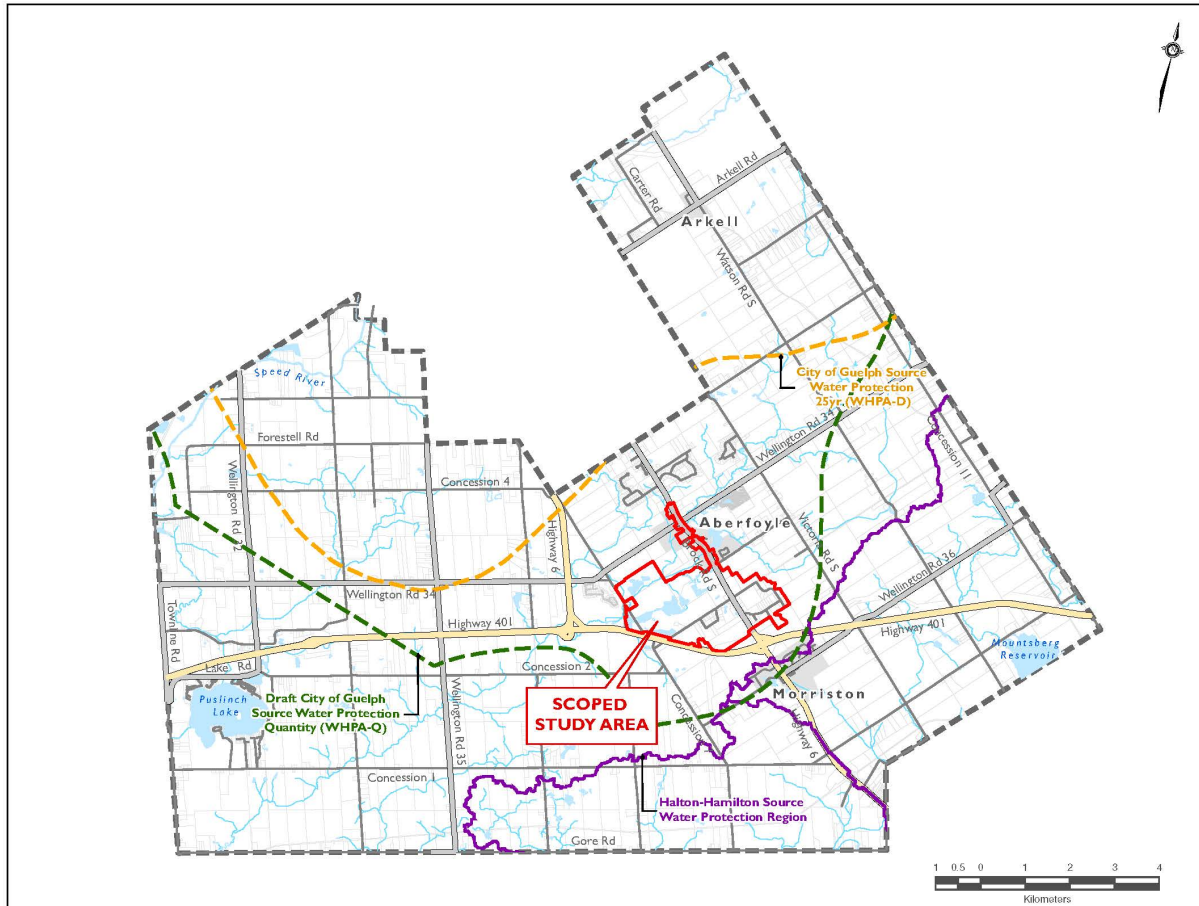 N
Carter Rd
Arkell Rd
Arkell
Watson Rd S
Speed River
City of Guelph Source
Water Protection
25yr (WHPA-D)
Forestell Rd
Wellington Rd 34
Wellington Rd 32
Concession 4
Concession 11
Highway 6
Aberfoyle
Brock Rd S
Victoria Rd S
Wellington Rd 36
Wellington Rd 34
Townline Rd
Highway 401
Highway 401
Mountsberg
Reservoir
Lake Rd
Concession 2
Puslinch
Lake
Draft City of Guelph
Source Water Protection
Quantity (WHPA-Q)
Wellington Rd 35
SCOPED
STUDY AREA
Morriston
Concession 7
Highway 6
Concession 1
Halton-Hamilton Source
Water Protection Region
Gore Rd
1 0.5 0 1 2 3 4
Kilometers